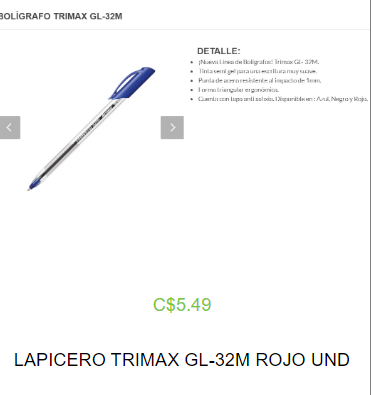 BOLÍGRAFO TRIMAX GL-32M
DETALLE:
¡Nueva Linea de Bolígrafos! Trimax GL- 32M.
Tinta semi gel para una escritura muy suave.
Punta de acero resistente al impacto de 1mm.
Forma triangular ergonómica.
Cuenta con tapa anti asfixia. Disponible en : Azul, Negro y Rojo.
C$5.49
LAPICERO TRIMAX GL-32M ROJO UND